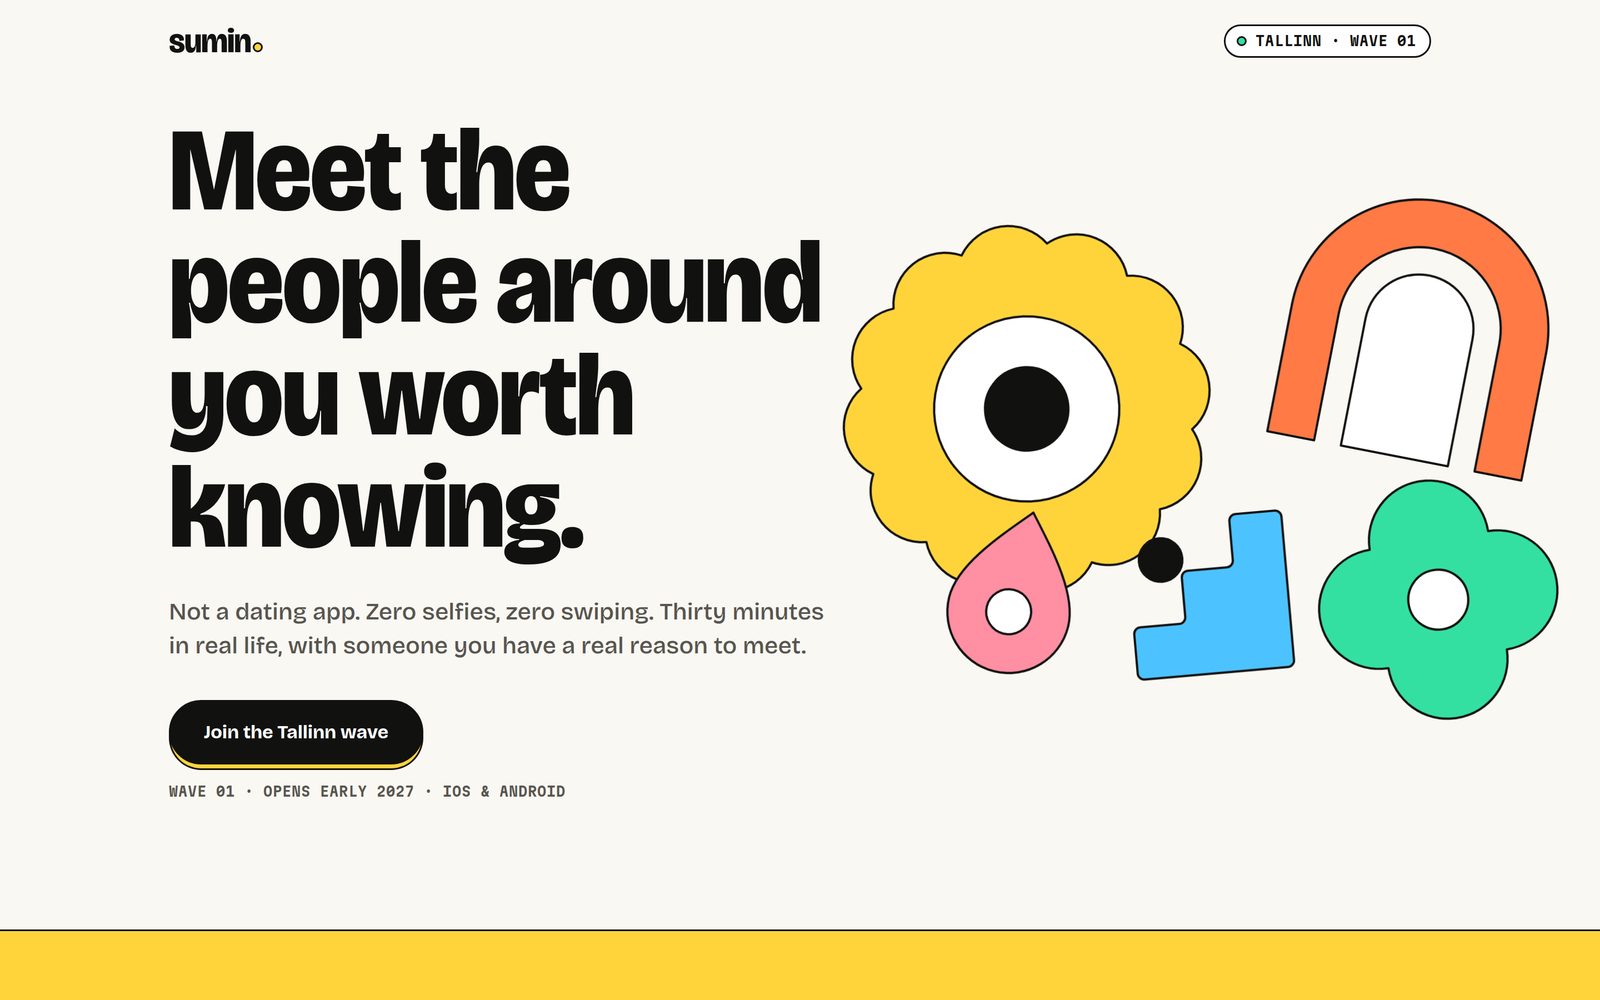 sumin.
TALLINN · WAVE 01
Meet the
people around
you worth
knowing.
Not a dating app. Zero selfies, zero swiping. Thirty minutes
in real life, with someone you have a real reason to meet.
Join the Tallinn wave
WAVE 01 · OPENS EARLY 2027 · IOS & ANDROID